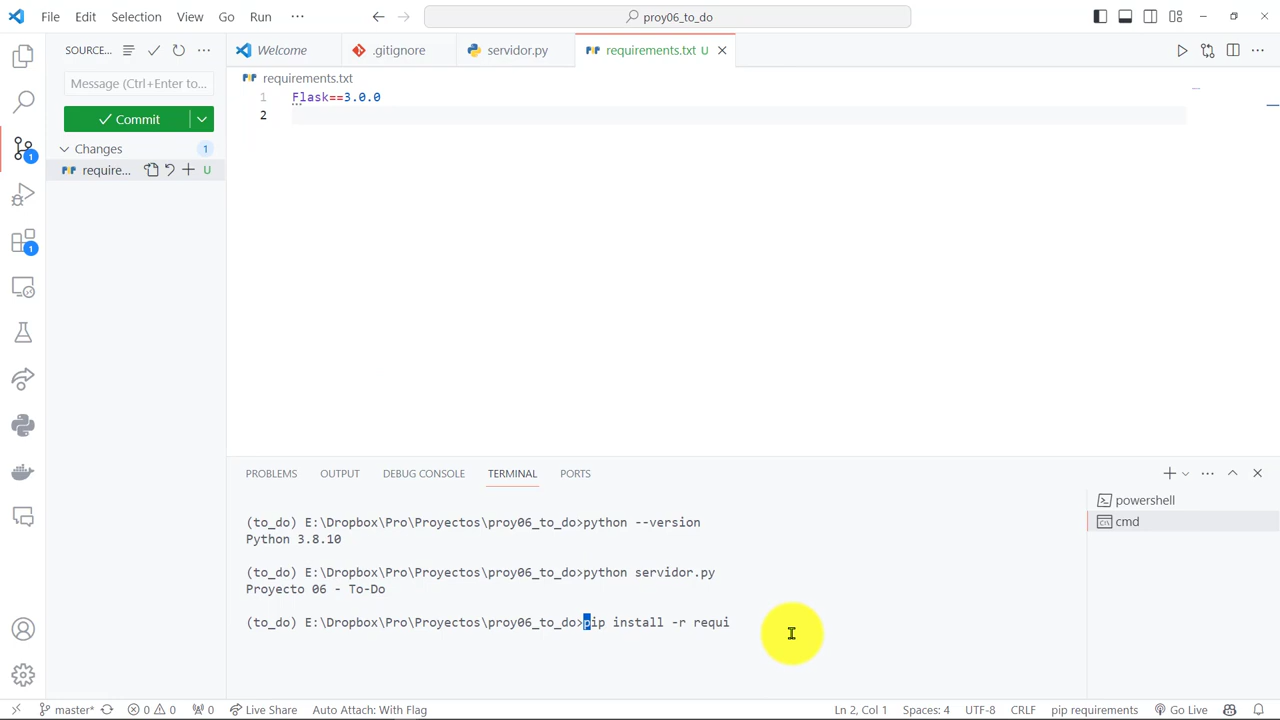 File Edit Selection View Go Run ··· proy06_to_do
SOURCE... Welcome .gitignore servidor.py requirements.txt U
Message (Ctrl+Enter to... requirements.txt
1 Flask==3.0.0
2
Commit
Changes 1
require... U
1
1
PROBLEMS OUTPUT DEBUG CONSOLE TERMINAL PORTS
powershell
cmd
(to_do) E:\Dropbox\Pro\Proyectos\proy06_to_do>python --version
Python 3.8.10
(to_do) E:\Dropbox\Pro\Proyectos\proy06_to_do>python servidor.py
Proyecto 06 - To-Do
(to_do) E:\Dropbox\Pro\Proyectos\proy06_to_do>pip install -r requi
master* 0 0 0 Live Share Auto Attach: With Flag Ln 2, Col 1 Spaces: 4 UTF-8 CRLF pip requirements Go Live